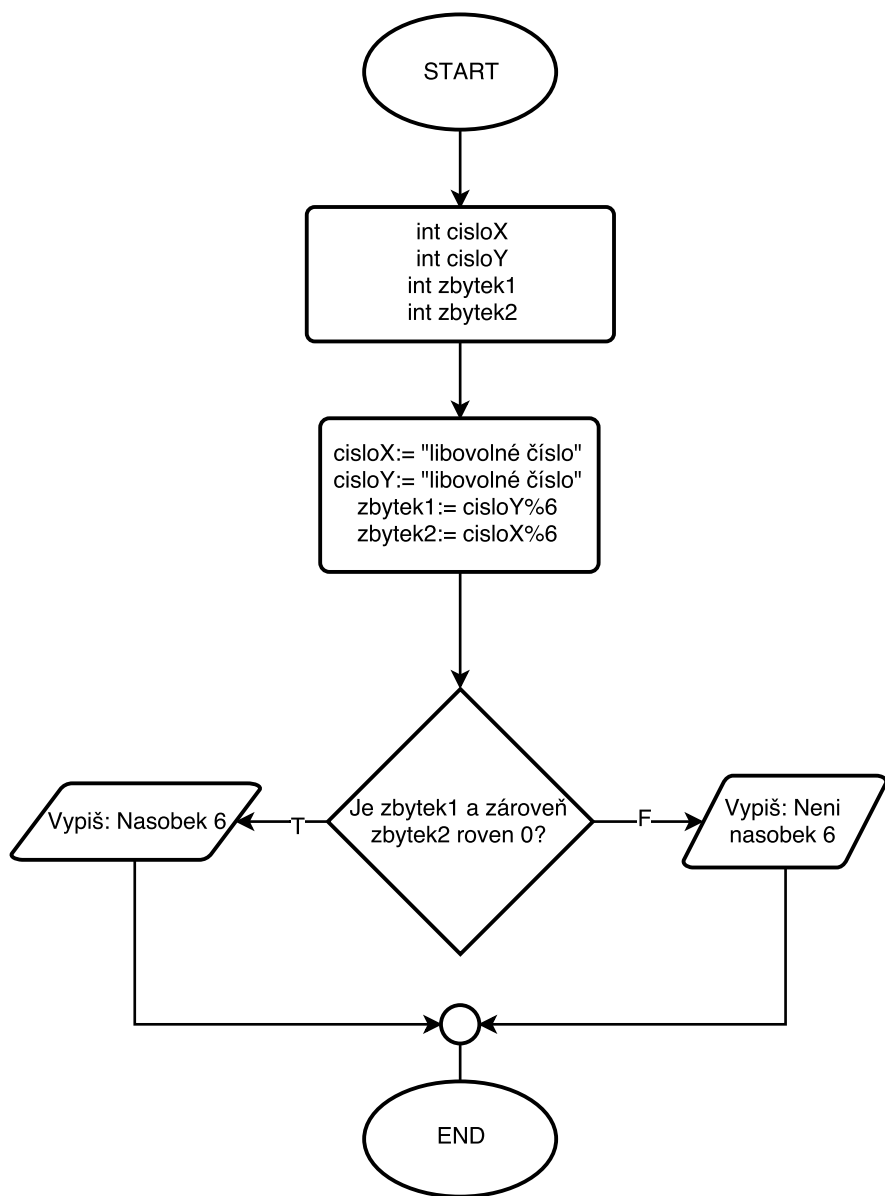 START
int cisloX
int cisloY
int zbytek1
int zbytek2
cisloX:= "libovolné číslo"
cisloY:= "libovolné číslo"
zbytek1:= cisloY%6
zbytek2:= cisloX%6
Je zbytek1 a zároveň
zbytek2 roven 0?
T
Vypiš: Nasobek 6
F
Vypiš: Neni
nasobek 6
END